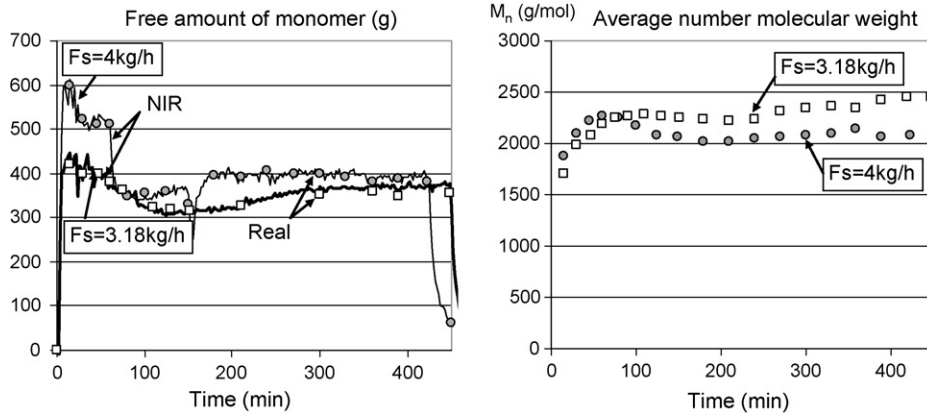 Free amount of monomer (g)
700
600
500
400
300
200
100
0
0
100
200
300
400
Time (min)
Fs=4kg/h
NIR
Fs=3.18kg/h
Real
Mn (g/mol)
Average number molecular weight
3000
2500
2000
1500
1000
500
0
0
100
200
300
400
Time (min)
Fs=3.18kg/h
Fs=4kg/h